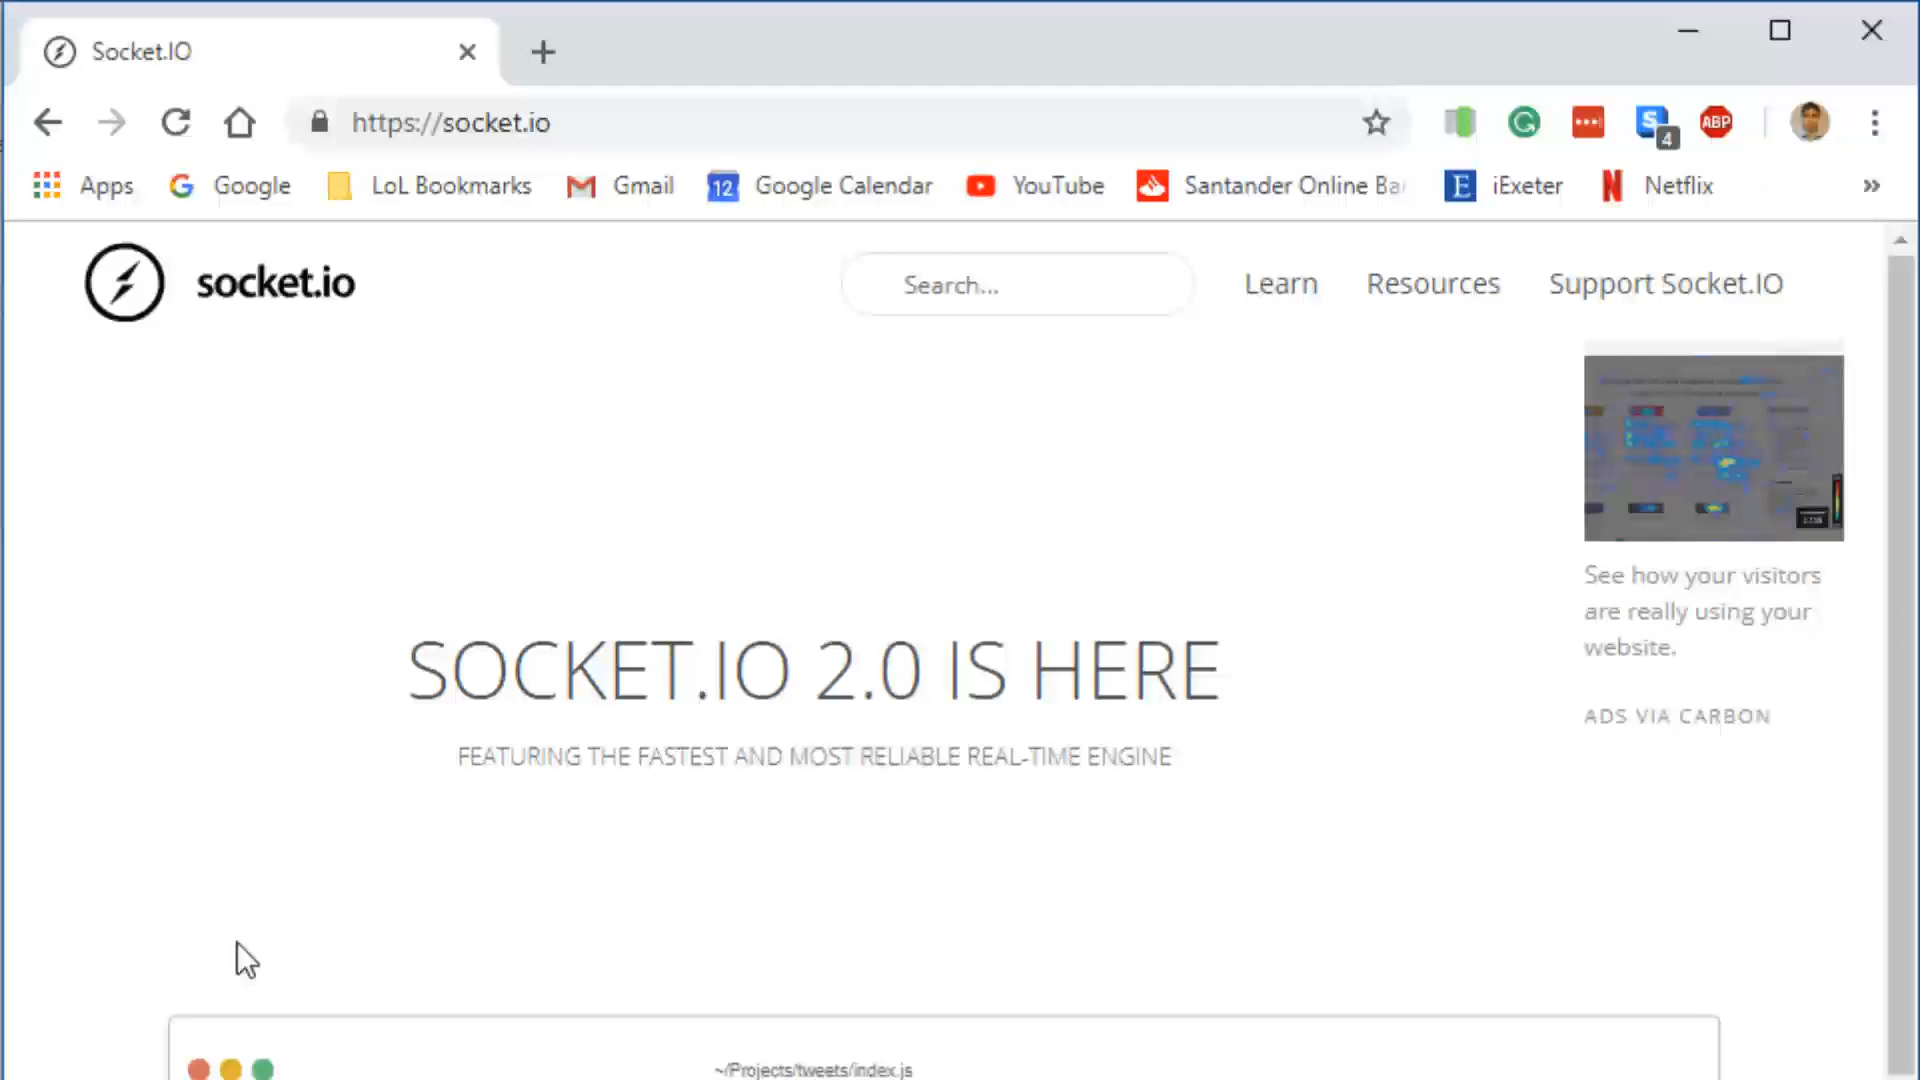 Socket.IO
https://socket.io
4
ABP
Apps
Google
LoL Bookmarks
12
Gmail
Google Calendar
YouTube
Santander Online Ba
E
iExeter
Netflix
socket.io
Search...
Learn
Resources
Support Socket.IO
See how your visitors
are really using your
website.
ADS VIA CARBON
SOCKET.IO 2.0 IS HERE
FEATURING THE FASTEST AND MOST RELIABLE REAL-TIME ENGINE
~/Projects/tweets/index.js